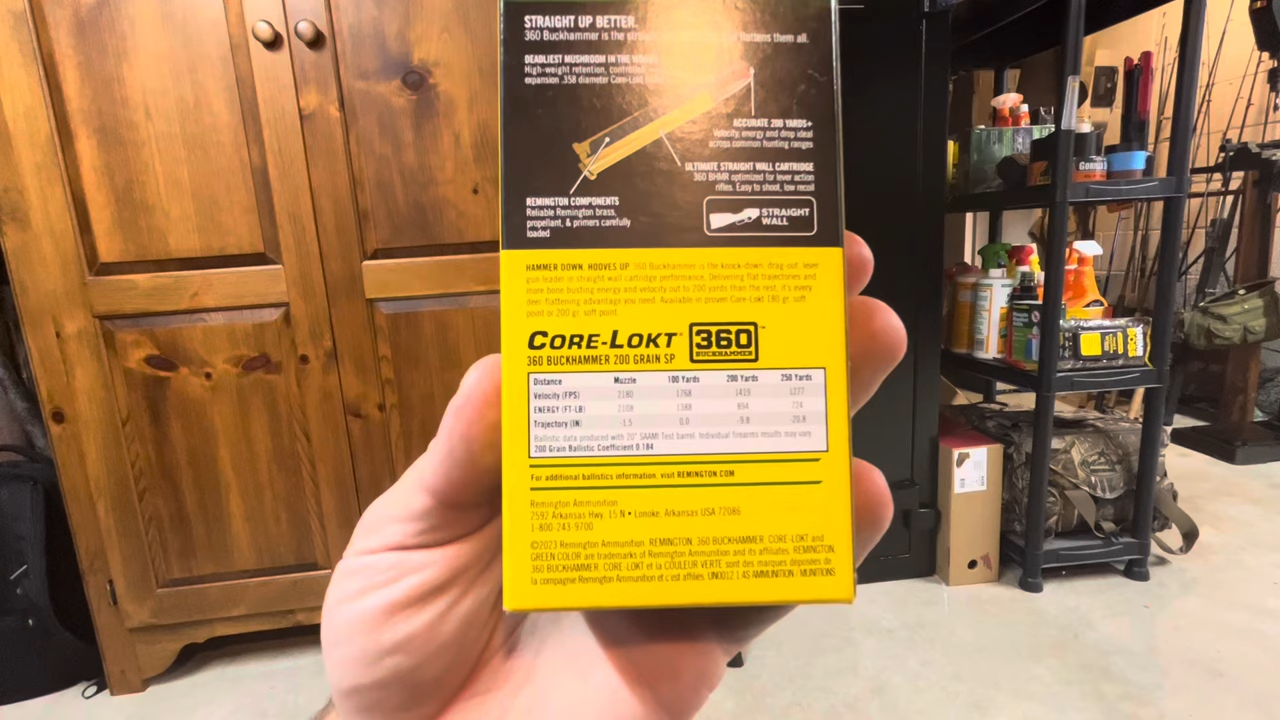 STRAIGHT UP BETTER.
360 Buckhammer is the flattens them all.
DEADLIEST MUSHROOM IN THE
High-weight retention, controlled
expansion .358 diameter Core-Lokt
ACCURATE 200 YARDS+
Velocity, energy and drop ideal
across common hunting ranges
ULTIMATE STRAIGHT WALL CARTRIDGE
360 BHMR optimized for lever action
rifles. Easy to shoot, low recoil
REMINGTON COMPONENTS
Reliable Remington brass,
propellant, & primers carefully
loaded
STRAIGHT
WALL
HAMMER DOWN. HOOVES UP. 360 Buckhammer is the knock-down, drag-out, lever
gun leader in straight wall cartridge performance. Delivering flat trajectories and
more bone busting energy and velocity out to 200 yards than the rest, it's every
deer flattening advantage you need. Available in proven Core-Lokt 180 gr. soft
point or 200 gr. soft point.
CORE-LOKT 360
BUCKHAMMER
360 BUCKHAMMER 200 GRAIN SP
Distance Muzzle 100 Yards 200 Yards 250 Yards
Velocity (FPS) 2180 1768 1419 1277
ENERGY (FT-LB) 2108 1388 894 724
Trajectory (IN) -1.5 0.0 -9.8 -20.8
Ballistic data produced with 20" SAAMI Test barrel. Individual firearms results may vary
200 Grain Ballistic Coefficient 0.184
For additional ballistics information, visit REMINGTON.COM
Remington Ammunition
2592 Arkansas Hwy. 15 N • Lonoke, Arkansas USA 72086
1-800-243-9700
©2023 Remington Ammunition. REMINGTON, 360 BUCKHAMMER, CORE-LOKT and
GREEN COLOR are trademarks of Remington Ammunition and its affiliates. REMINGTON,
360 BUCKHAMMER, CORE-LOKT et la COULEUR VERTE sont des marques déposées de
la compagnie Remington Ammunition et c'est affiliés. UN0012 1.4S AMMUNITION / MUNITIONS